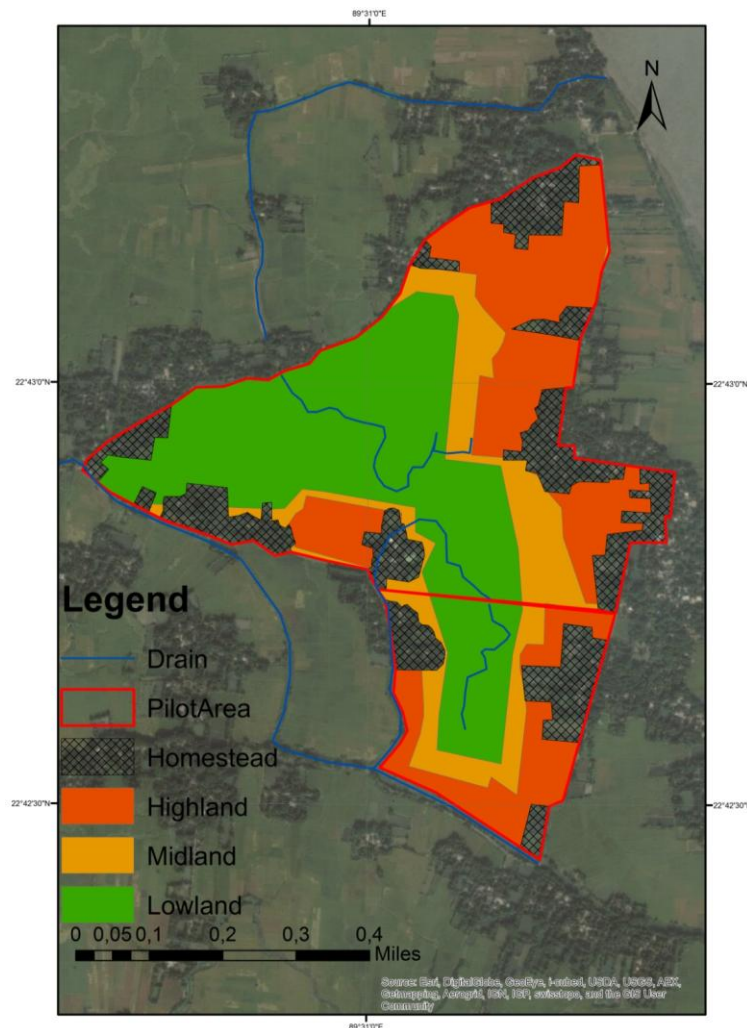 89°31'0"E
N
22°43'0"N
22°43'0"N
Legend
Drain
PilotArea
Homestead
Highland
Midland
Lowland
22°42'30"N
22°42'30"N
0 0,05 0,1 0,2 0,3 0,4
Miles
Source: Esri, DigitalGlobe, GeoEye, i-cubed, USDA, USGS, AEX,
Getmapping, Aerogrid, IGN, IGP, swisstopo, and the GIS User
Community
89°31'0"E